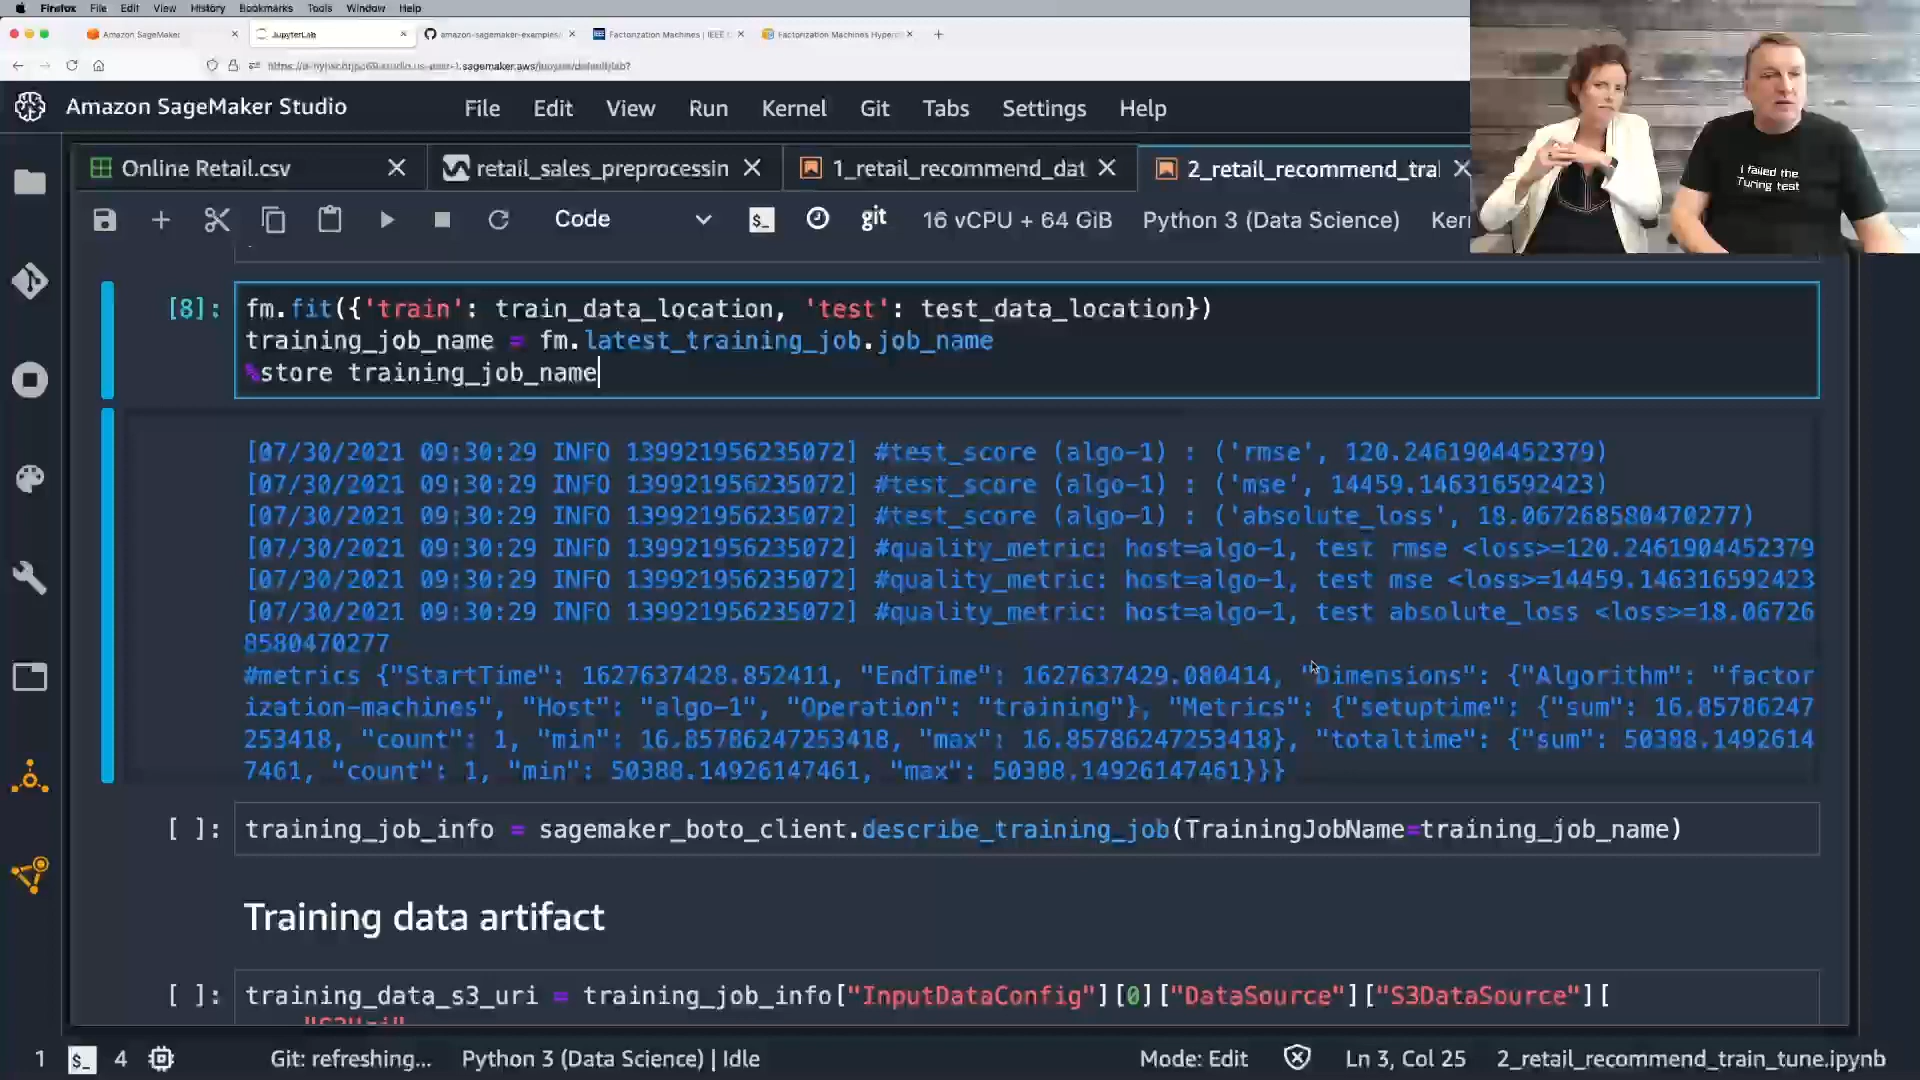 Firefox File Edit View History Bookmarks Tools Window Help
Amazon SageMaker
JupyterLab
amazon-sagemaker-examples/
Factorization Machines | IEEE
Factorization Machines Hyper
Amazon SageMaker Studio
File Edit View Run Kernel Git Tabs Settings Help
Online Retail.csv
retail_sales_preprocessin
1_retail_recommend_dat
2_retail_recommend_trai
Code
git
16 vCPU + 64 GiB
Python 3 (Data Science)
Kern
I failed the
Turing test
[8]: fm.fit({'train': train_data_location, 'test': test_data_location})
training_job_name = fm.latest_training_job.job_name
%store training_job_name
[07/30/2021 09:30:29 INFO 139921956235072] #test_score (algo-1) : ('rmse', 120.2461904452379)
[07/30/2021 09:30:29 INFO 139921956235072] #test_score (algo-1) : ('mse', 14459.146316592423)
[07/30/2021 09:30:29 INFO 139921956235072] #test_score (algo-1) : ('absolute_loss', 18.067268580470277)
[07/30/2021 09:30:29 INFO 139921956235072] #quality_metric: host=algo-1, test rmse <loss>=120.2461904452379
[07/30/2021 09:30:29 INFO 139921956235072] #quality_metric: host=algo-1, test mse <loss>=14459.146316592423
[07/30/2021 09:30:29 INFO 139921956235072] #quality_metric: host=algo-1, test absolute_loss <loss>=18.06726
8580470277
#metrics {"StartTime": 1627637428.852411, "EndTime": 1627637429.080414, "Dimensions": {"Algorithm": "factor
ization-machines", "Host": "algo-1", "Operation": "training"}, "Metrics": {"setuptime": {"sum": 16.85786247
253418, "count": 1, "min": 16.85786247253418, "max": 16.85786247253418}, "totaltime": {"sum": 50388.1492614
7461, "count": 1, "min": 50388.14926147461, "max": 50388.14926147461}}}
[ ]: training_job_info = sagemaker_boto_client.describe_training_job(TrainingJobName=training_job_name)
Training data artifact
[ ]: training_data_s3_uri = training_job_info["InputDataConfig"][0]["DataSource"]["S3DataSource"][
"S3Uri"
1 $_ 4 Git: refreshing... Python 3 (Data Science) | Idle Mode: Edit Ln 3, Col 25 2_retail_recommend_train_tune.ipynb